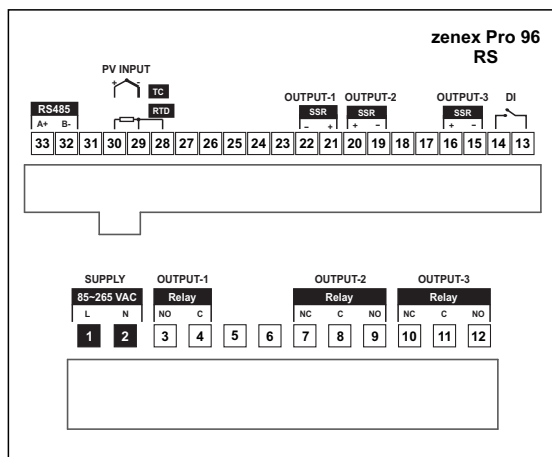 zenex Pro 96
RS
PV INPUT
+ -
TC
RTD
RS485
A+ B-
OUTPUT-1 OUTPUT-2 OUTPUT-3 DI
SSR SSR SSR
- + + - + -
33 32 31 30 29 28 27 26 25 24 23 22 21 20 19 18 17 16 15 14 13
SUPPLY OUTPUT-1 OUTPUT-2 OUTPUT-3
85~265 VAC Relay Relay Relay
L N NO C NC C NO NC C NO
1 2 3 4 5 6 7 8 9 10 11 12